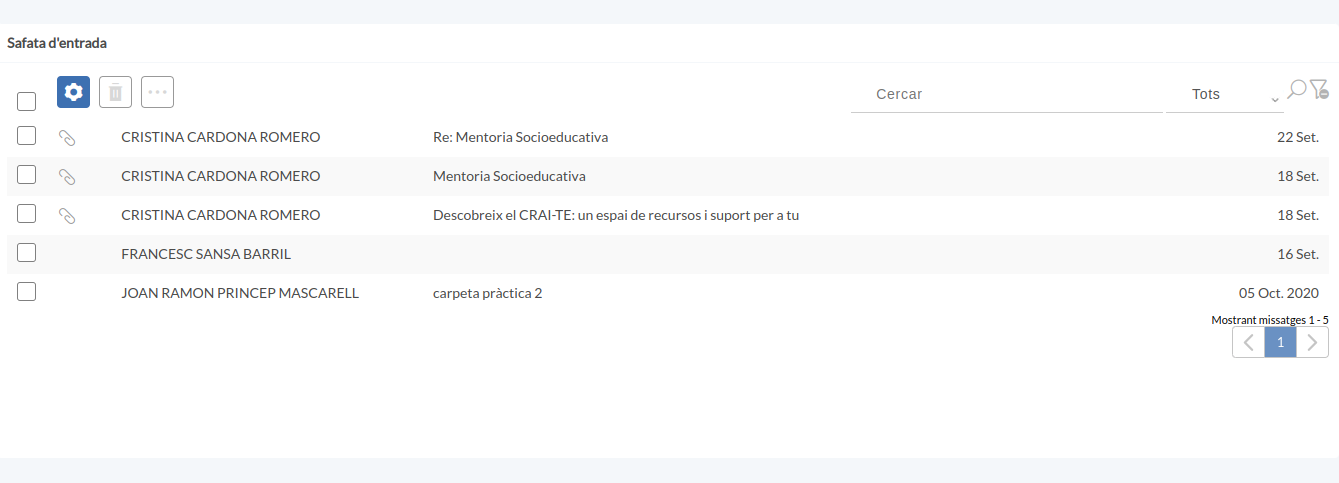 Safata d'entrada
Cercar Tots
CRISTINA CARDONA ROMERO Re: Mentoria Socioeducativa 22 Set.
CRISTINA CARDONA ROMERO Mentoria Socioeducativa 18 Set.
CRISTINA CARDONA ROMERO Descobreix el CRAI-TE: un espai de recursos i suport per a tu 18 Set.
FRANCESC SANSA BARRIL 16 Set.
JOAN RAMON PRINCEP MASCARELL carpeta pràctica 2 05 Oct. 2020
Mostrant missatges 1 - 5
1